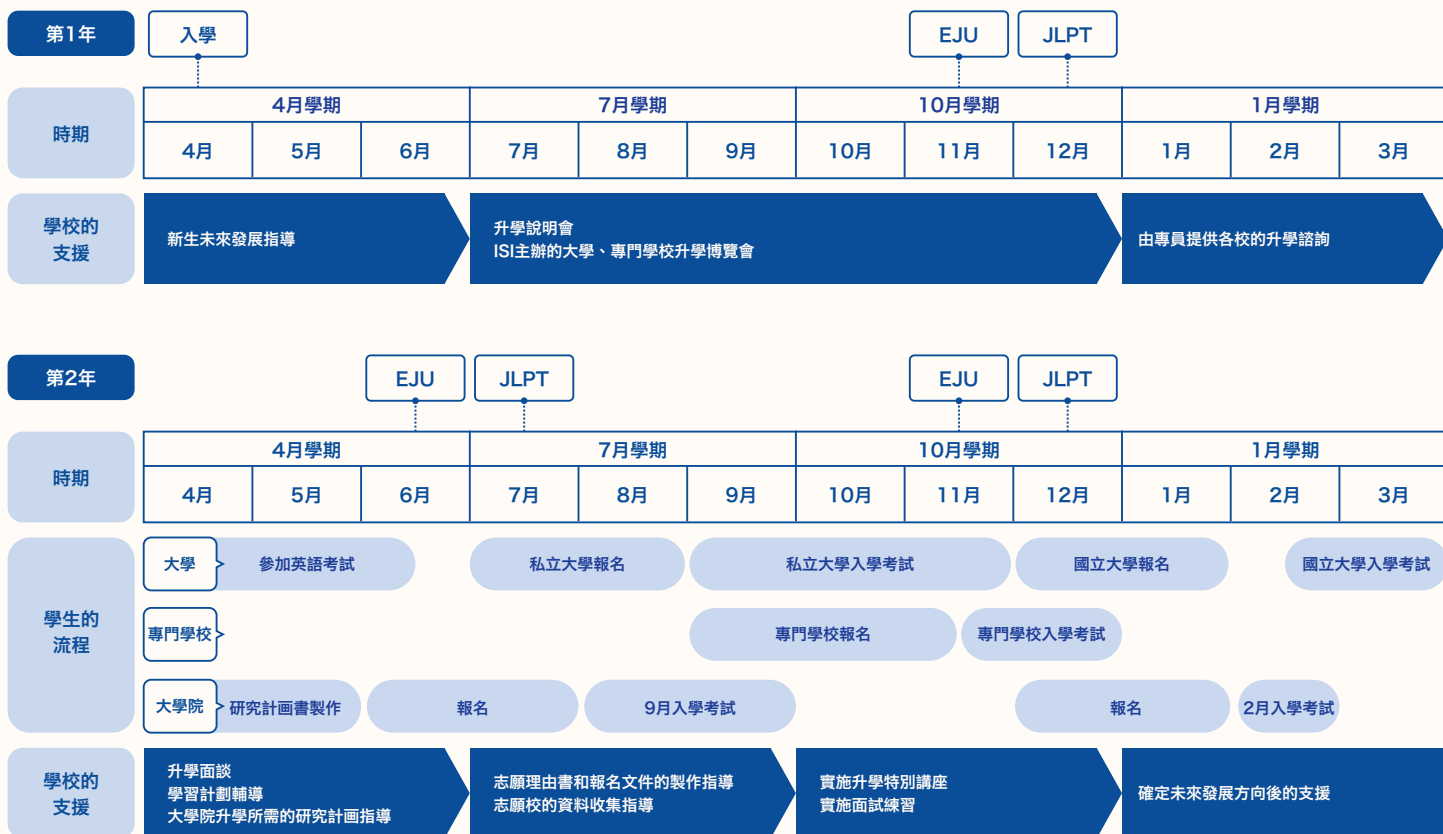 第1年
入學
EJU
JLPT
時期
4月學期
7月學期
10月學期
1月學期
4月
5月
6月
7月
8月
9月
10月
11月
12月
1月
2月
3月
學校的
支援
新生未來發展指導
升學說明會
ISI主辦的大學、專門學校升學博覽會
由專員提供各校的升學諮詢
第2年
EJU
JLPT
EJU
JLPT
時期
4月學期
7月學期
10月學期
1月學期
4月
5月
6月
7月
8月
9月
10月
11月
12月
1月
2月
3月
學生的
流程
大學
參加英語考試
私立大學報名
私立大學入學考試
國立大學報名
國立大學入學考試
專門學校
專門學校報名
專門學校入學考試
大學院
研究計画書製作
報名
9月入學考試
報名
2月入學考試
學校的
支援
升學面談
學習計劃輔導
大學院升學所需的研究計画指導
志願理由書和報名文件的製作指導
志願校的資料收集指導
實施升學特別講座
實施面試練習
確定未來發展方向後的支援